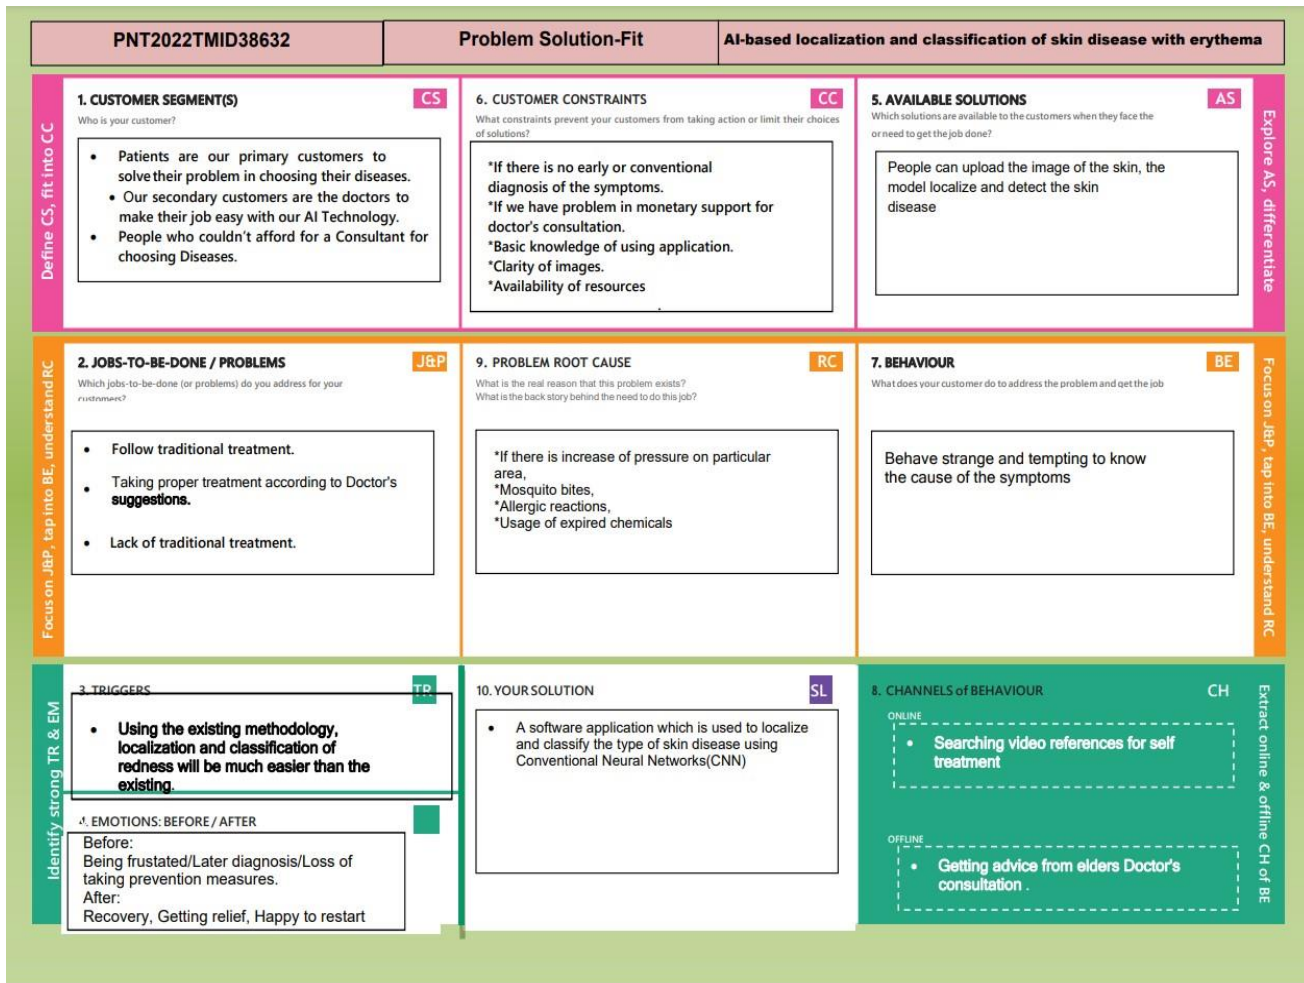 PNT2022TMID38632
Problem Solution-Fit
AI-based localization and classification of skin disease with erythema
Define CS, fit into CC
1. CUSTOMER SEGMENT(S)
CS
Who is your customer?
• Patients are our primary customers to
solve their problem in choosing their diseases.
• Our secondary customers are the doctors to
make their job easy with our AI Technology.
• People who couldn't afford for a Consultant for
choosing Diseases.
6. CUSTOMER CONSTRAINTS
CC
What constraints prevent your customers from taking action or limit their choices
of solutions?
*If there is no early or conventional
diagnosis of the symptoms.
*If we have problem in monetary support for
doctor's consultation.
*Basic knowledge of using application.
*Clarity of images.
*Availability of resources
.
5. AVAILABLE SOLUTIONS
AS
Which solutions are available to the customers when they face the
or need to get the job done?
People can upload the image of the skin, the
model localize and detect the skin
disease
Explore AS, differentiate
Focus on J&P, tap into BE, understand RC
2. JOBS-TO-BE-DONE / PROBLEMS
J&P
Which jobs-to-be-done (or problems) do you address for your
customers?
• Follow traditional treatment.
• Taking proper treatment according to Doctor's
suggestions.
• Lack of traditional treatment.
9. PROBLEM ROOT CAUSE
RC
What is the real reason that this problem exists?
What is the back story behind the need to do this job?
*If there is increase of pressure on particular
area,
*Mosquito bites,
*Allergic reactions,
*Usage of expired chemicals
7. BEHAVIOUR
BE
What does your customer do to address the problem and get the job
Behave strange and tempting to know
the cause of the symptoms
Focus on J&P, tap into BE, understand RC
Identify strong TR & EM
3. TRIGGERS
TR
• Using the existing methodology,
localization and classification of
redness will be much easier than the
existing.
4. EMOTIONS: BEFORE / AFTER
Before:
Being frustated/Later diagnosis/Loss of
taking prevention measures.
After:
Recovery, Getting relief, Happy to restart
10. YOUR SOLUTION
SL
• A software application which is used to localize
and classify the type of skin disease using
Conventional Neural Networks(CNN)
8. CHANNELS of BEHAVIOUR
CH
ONLINE
• Searching video references for self
treatment
OFFLINE
• Getting advice from elders Doctor's
consultation .
Extract online & offline CH of BE